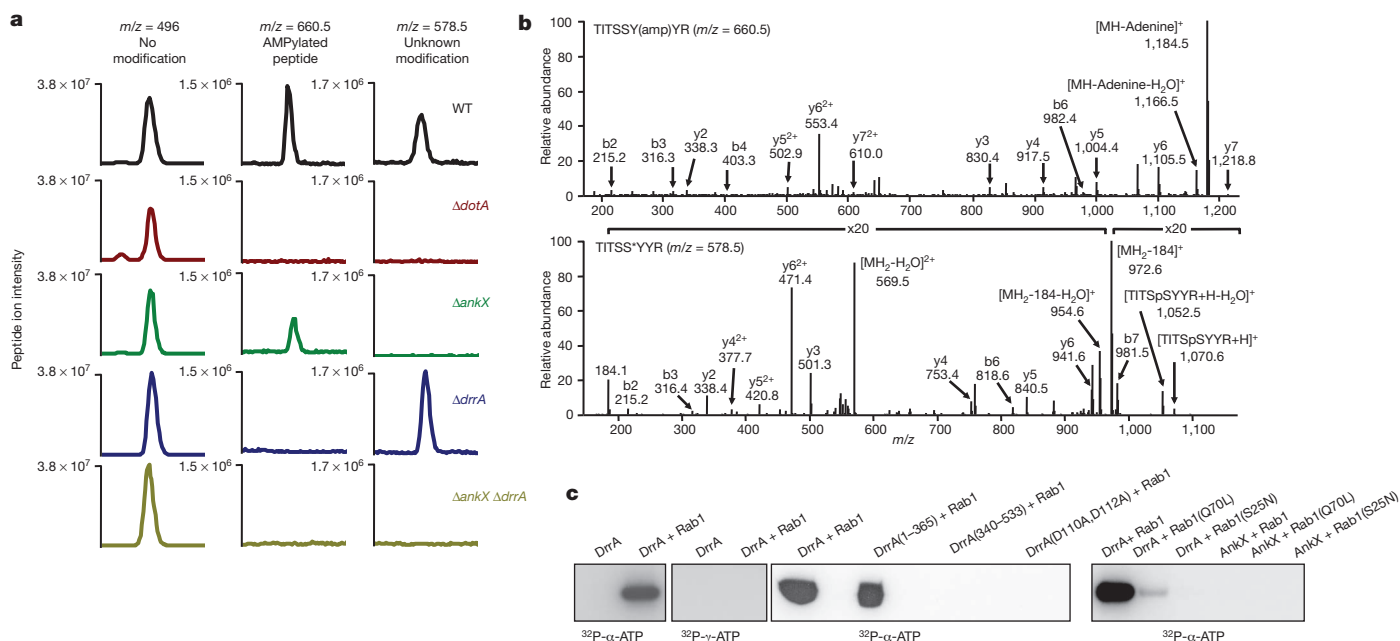 a
m/z = 496
No
modification
m/z = 660.5
AMPylated
peptide
m/z = 578.5
Unknown
modification
3.8 × 10⁷
1.5 × 10⁶
1.7 × 10⁶
WT
3.8 × 10⁷
1.5 × 10⁶
1.7 × 10⁶
ΔdotA
3.8 × 10⁷
1.5 × 10⁶
1.7 × 10⁶
ΔankX
3.8 × 10⁷
1.5 × 10⁶
1.7 × 10⁶
ΔdrrA
3.8 × 10⁷
1.5 × 10⁶
1.7 × 10⁶
ΔankX ΔdrrA
Peptide ion intensity
b
TITSSY(amp)YR (m/z = 660.5)
Relative abundance
100
80
60
40
20
0
b2
215.2
b3
316.3
y2
338.3
b4
403.3
y5²⁺
502.9
y6²⁺
553.4
y7²⁺
610.0
y3
830.4
y4
917.5
b6
982.4
y5
1,004.4
y6
1,105.5
[MH-Adenine-H₂O]⁺
1,166.5
[MH-Adenine]⁺
1,184.5
y7
1,218.8
200 300 400 500 600 700 800 900 1,000 1,100 1,200
x20
x20
TITSS*YYR (m/z = 578.5)
Relative abundance
100
80
60
40
20
0
184.1
b2
215.2
b3
316.4
y2
338.4
y4²⁺
377.7
y5²⁺
420.8
y6²⁺
471.4
y3
501.3
[MH₂-H₂O]²⁺
569.5
y4
753.4
b6
818.6
y5
840.5
y6
941.6
[MH₂-184-H₂O]⁺
954.6
[MH₂-184]⁺
972.6
b7
981.5
[TITSpSYYR+H-H₂O]⁺
1,052.5
[TITSpSYYR+H]⁺
1,070.6
200 300 400 500 600 700 800 900 1,000 1,100
m/z
c
DrrA
DrrA + Rab1
DrrA
DrrA + Rab1
DrrA + Rab1
DrrA(1–365) + Rab1
DrrA(340–533) + Rab1
DrrA(D110A,D112A) + Rab1
DrrA+ Rab1
DrrA + Rab1(Q70L)
DrrA + Rab1(S25N)
AnkX + Rab1
AnkX + Rab1(Q70L)
AnkX + Rab1(S25N)
³²P-α-ATP
³²P-γ-ATP
³²P-α-ATP
³²P-α-ATP